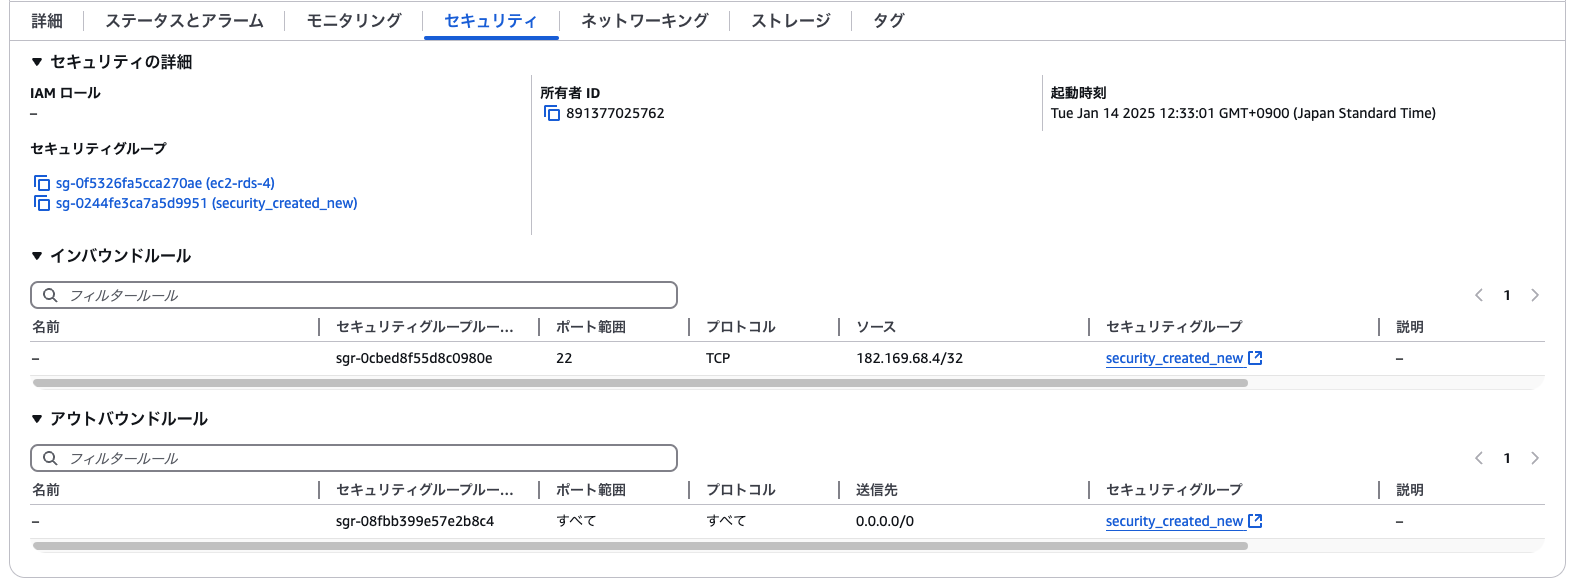 詳細 ステータスとアラーム モニタリング セキュリティ ネットワーキング ストレージ タグ
▼ セキュリティの詳細
IAM ロール
–
所有者 ID
891377025762
起動時刻
Tue Jan 14 2025 12:33:01 GMT+0900 (Japan Standard Time)
セキュリティグループ
sg-0f5326fa5cca270ae (ec2-rds-4)
sg-0244fe3ca7a5d9951 (security_created_new)
▼ インバウンドルール
フィルタールール
1
名前 セキュリティグループルー... ポート範囲 プロトコル ソース セキュリティグループ 説明
– sgr-0cbed8f55d8c0980e 22 TCP 182.169.68.4/32 security_created_new –
▼ アウトバウンドルール
フィルタールール
1
名前 セキュリティグループルー... ポート範囲 プロトコル 送信先 セキュリティグループ 説明
– sgr-08fbb399e57e2b8c4 すべて すべて 0.0.0.0/0 security_created_new –